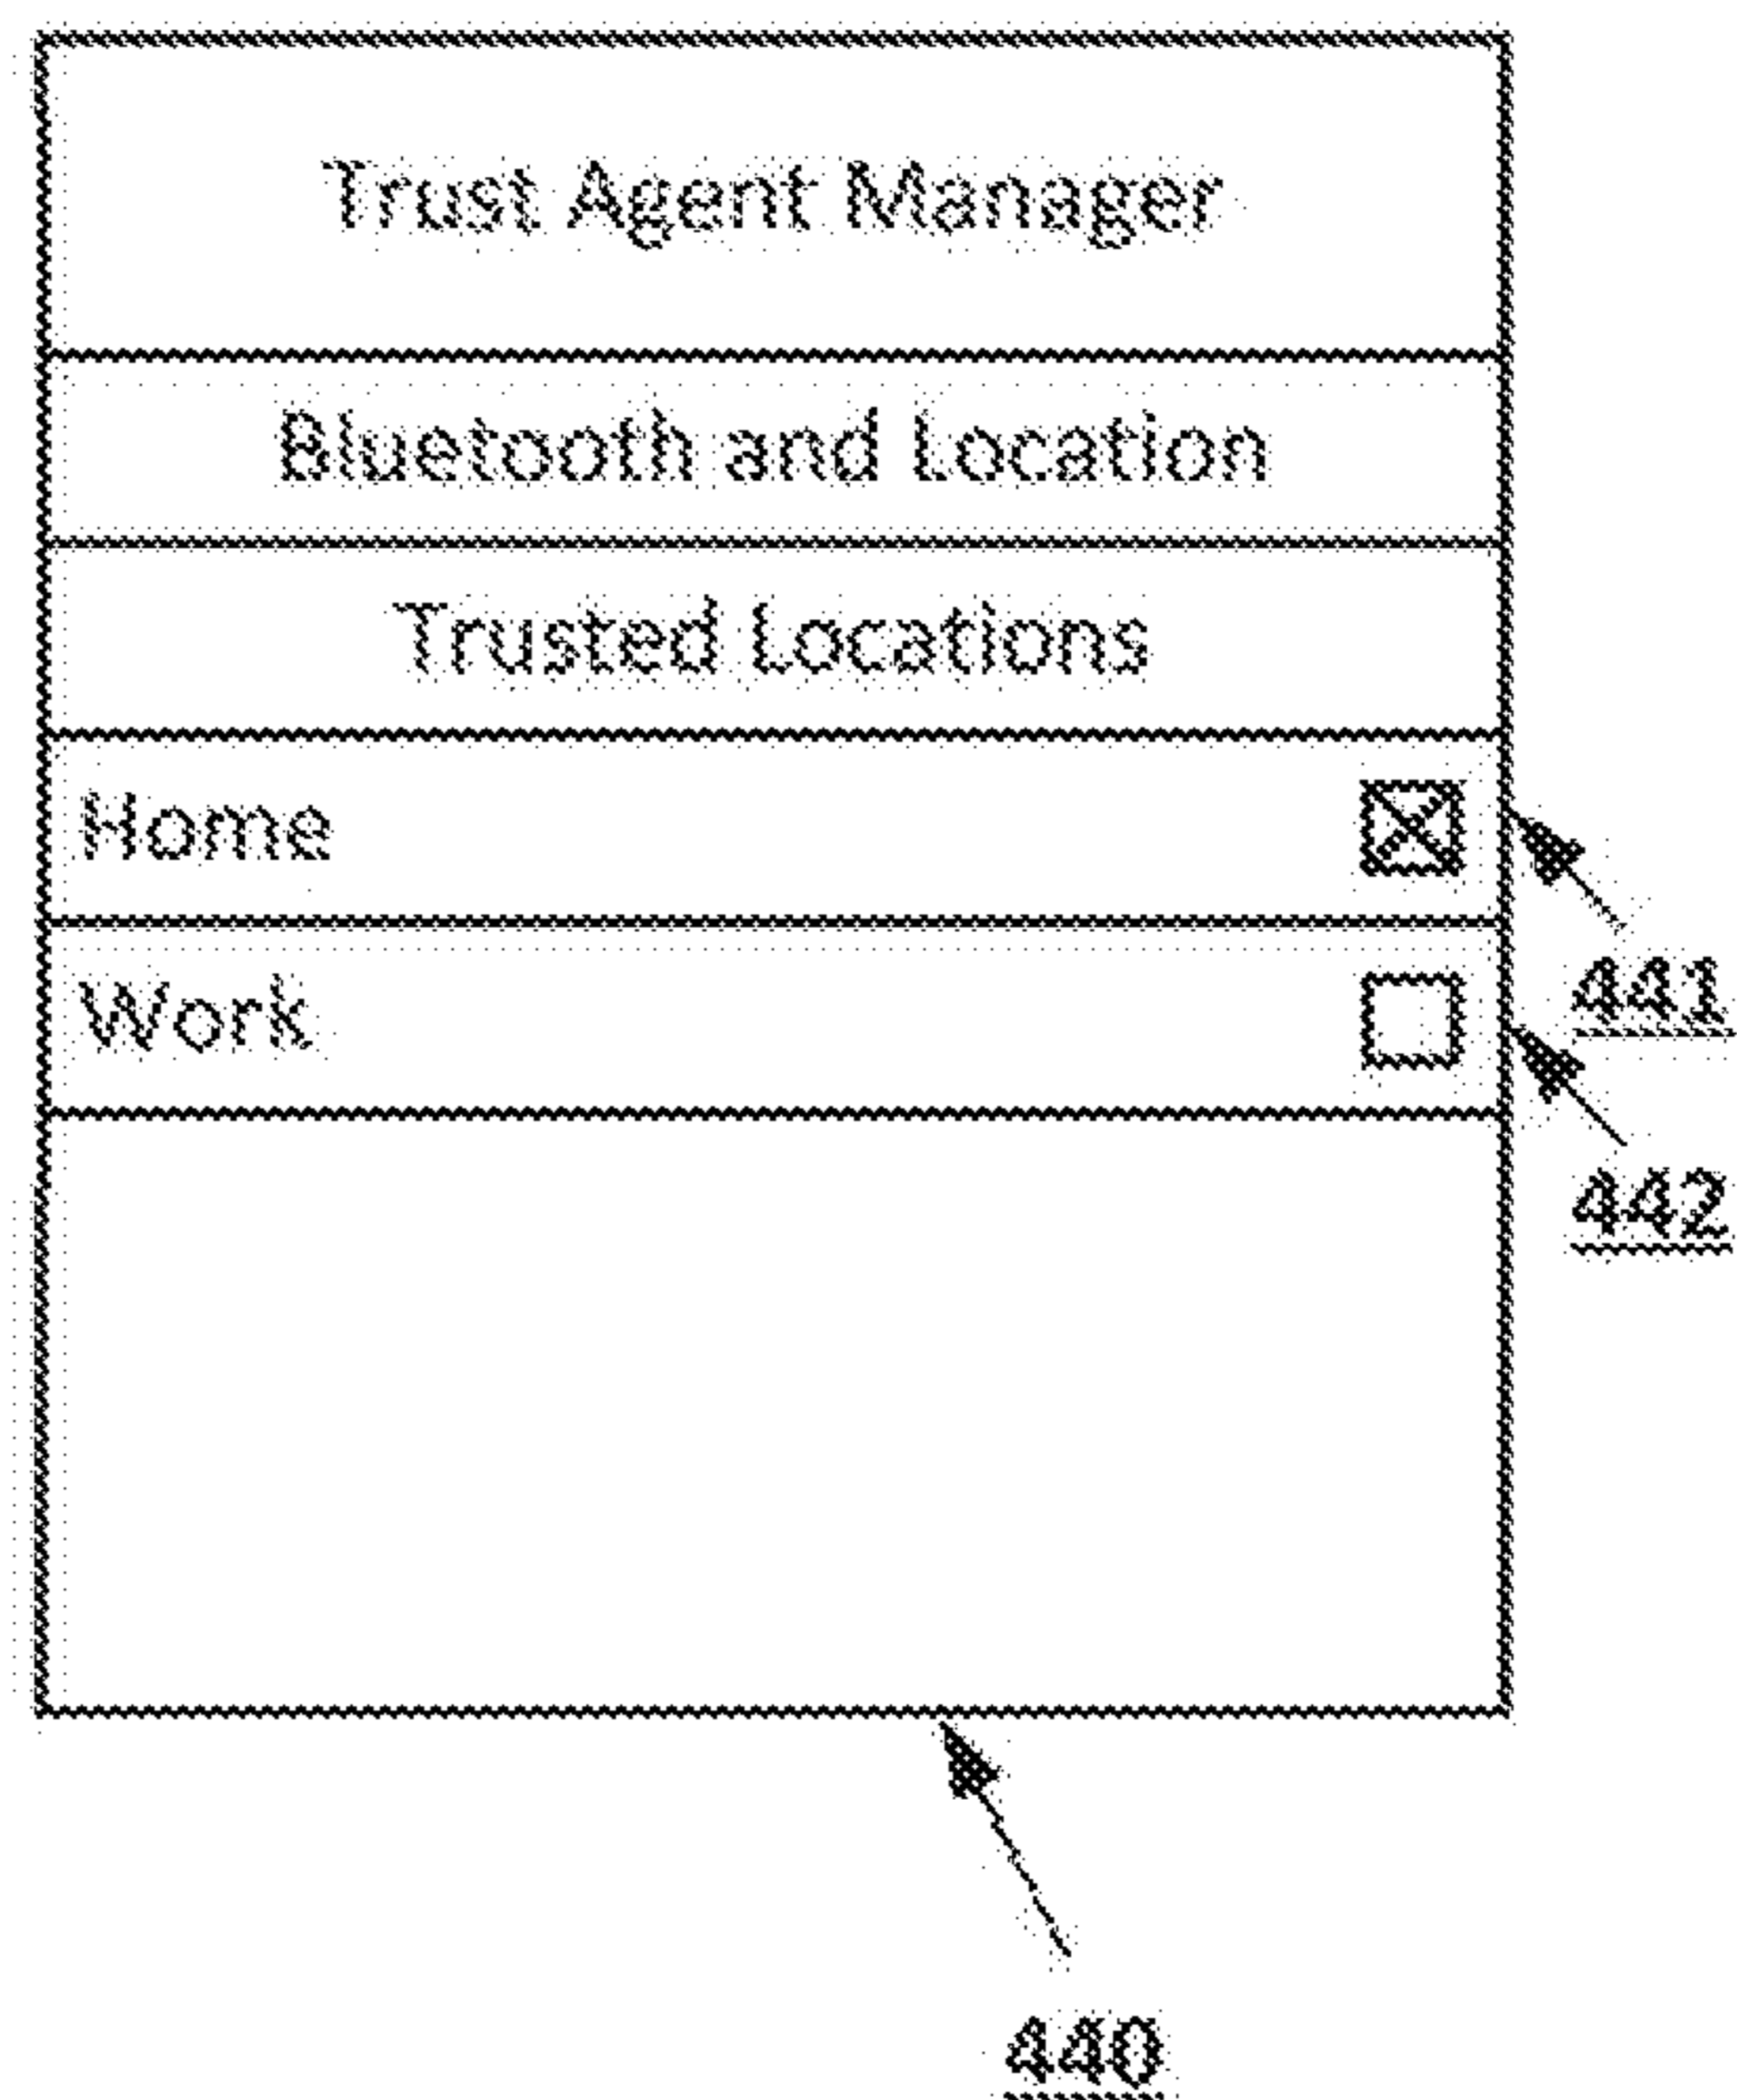 Trust Agent Manager
Bluetooth and Location
Trusted Locations
Home
441
Work
442
440